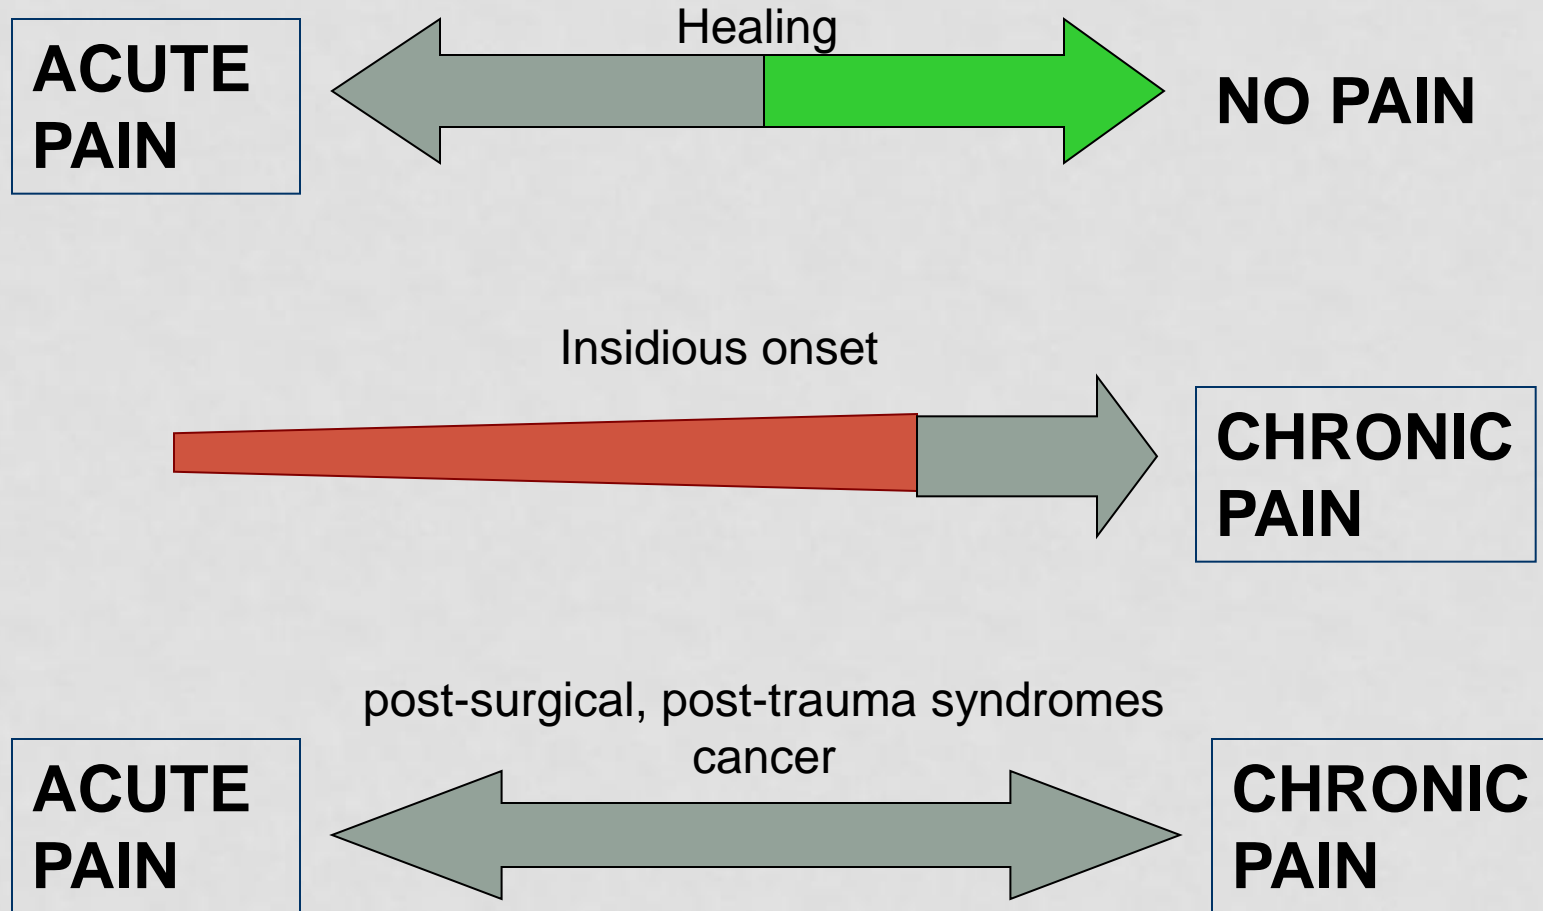 Healing
ACUTE
PAIN
NO PAIN
Insidious onset
CHRONIC
PAIN
post-surgical, post-trauma syndromes
cancer
ACUTE
PAIN
CHRONIC
PAIN